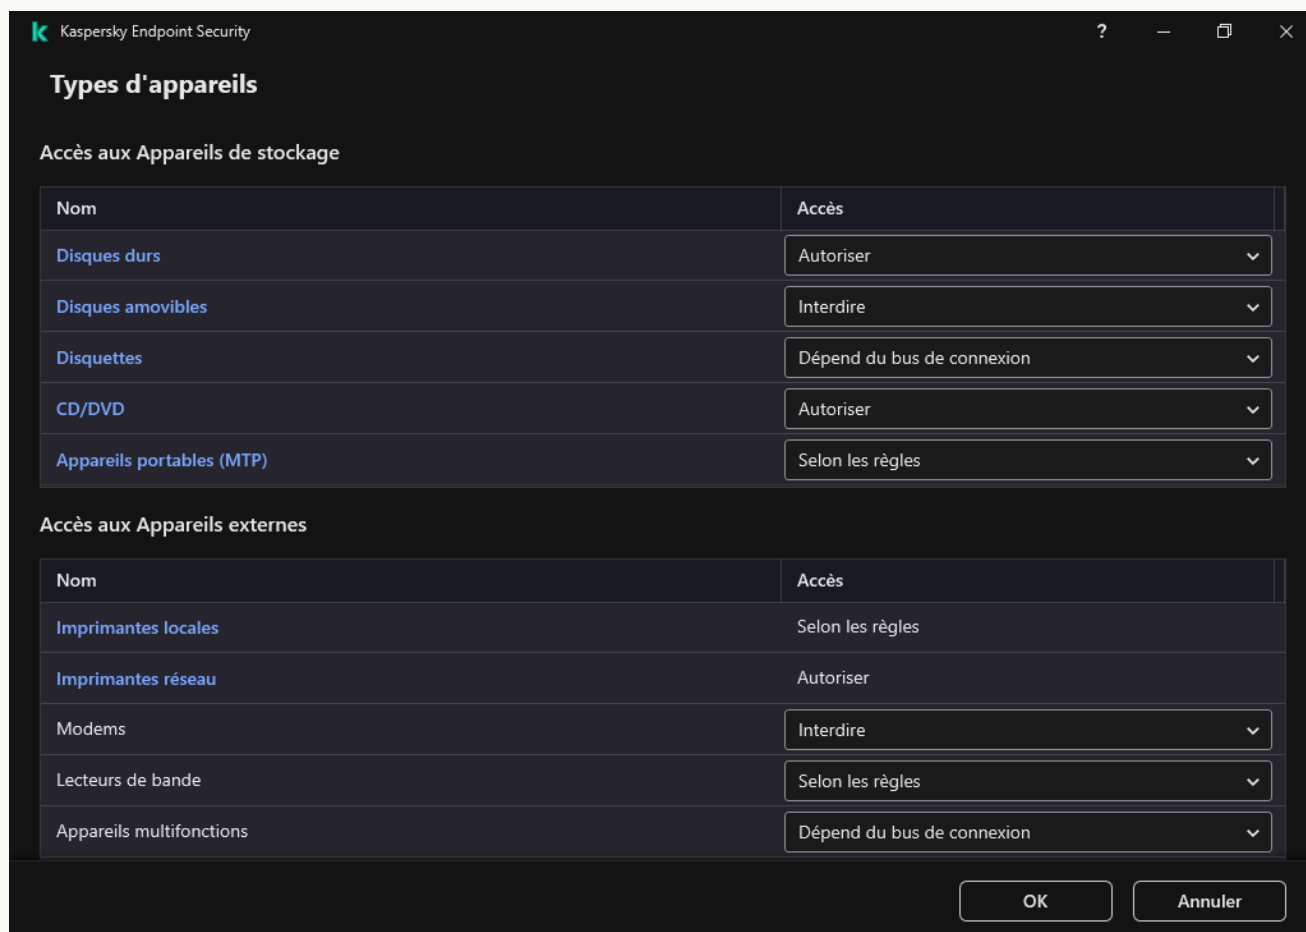 Kaspersky Endpoint Security ?
Types d'appareils
Accès aux Appareils de stockage
Nom Accès
Disques durs Autoriser
Disques amovibles Interdire
Disquettes Dépend du bus de connexion
CD/DVD Autoriser
Appareils portables (MTP) Selon les règles
Accès aux Appareils externes
Nom Accès
Imprimantes locales Selon les règles
Imprimantes réseau Autoriser
Modems Interdire
Lecteurs de bande Selon les règles
Appareils multifonctions Dépend du bus de connexion
OK Annuler